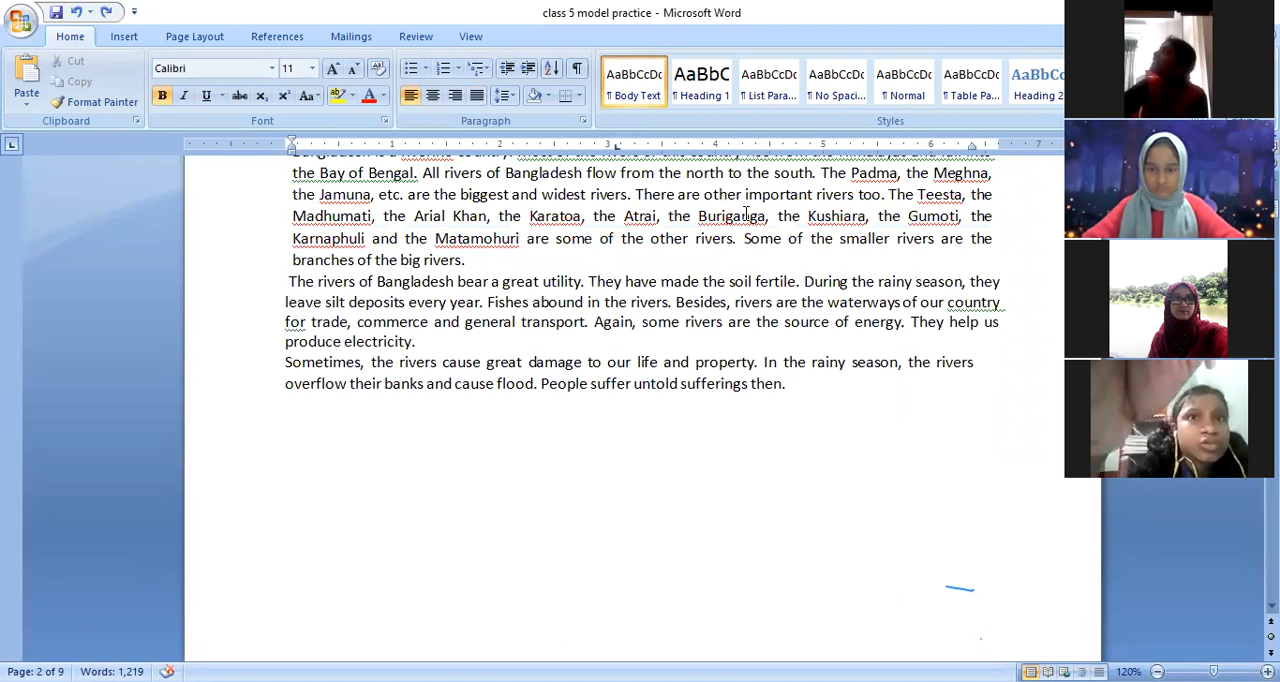 class 5 model practice - Microsoft Word
Home Insert Page Layout References Mailings Review View
Cut
Copy
Format Painter
Paste
Clipboard
Calibri 11
B I U abc x₂ x² Aa
Font
Paragraph
AaBbCcDc AaBbC AaBbCcDc AaBbCcDc AaBbCcDc AaBbCcDc AaBbCc
¶ Body Text ¶ Heading 1 ¶ List Para... ¶ No Spaci... ¶ Normal ¶ Table Pa... Heading 2
Styles
1 2 3 4 5 6 7
the Bay of Bengal. All rivers of Bangladesh flow from the north to the south. The Padma, the Meghna,
the Jamuna, etc. are the biggest and widest rivers. There are other important rivers too. The Teesta, the
Madhumati, the Arial Khan, the Karatoa, the Atrai, the Buriganga, the Kushiara, the Gumoti, the
Karnaphuli and the Matamohuri are some of the other rivers. Some of the smaller rivers are the
branches of the big rivers.
The rivers of Bangladesh bear a great utility. They have made the soil fertile. During the rainy season, they
leave silt deposits every year. Fishes abound in the rivers. Besides, rivers are the waterways of our country
for trade, commerce and general transport. Again, some rivers are the source of energy. They help us
produce electricity.
Sometimes, the rivers cause great damage to our life and property. In the rainy season, the rivers
overflow their banks and cause flood. People suffer untold sufferings then.
Page: 2 of 9 Words: 1,219 120%